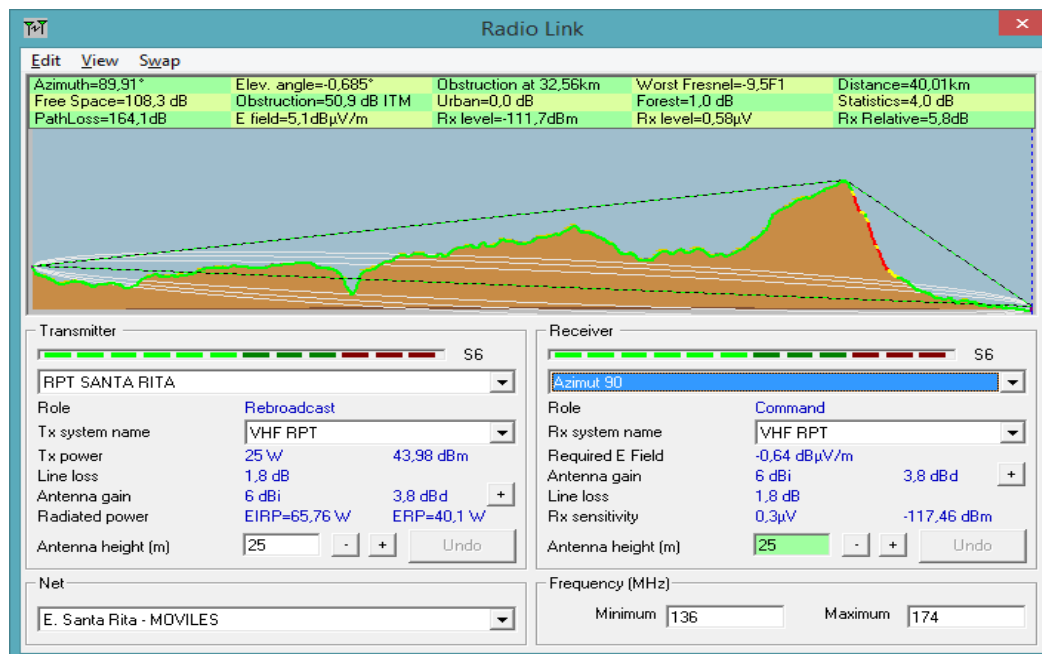 Radio Link
Edit View Swap
Azimuth=89,91° Elev. angle=-0,685° Obstruction at 32,56km Worst Fresnel=-9,5F1 Distance=40,01km
Free Space=108,3 dB Obstruction=50,9 dB ITM Urban=0,0 dB Forest=1,0 dB Statistics=4,0 dB
PathLoss=164,1dB E field=5,1dBµV/m Rx level=-111,7dBm Rx level=0,58µV Rx Relative=5,8dB
Transmitter
S6
RPT SANTA RITA
Role Rebroadcast
Tx system name VHF RPT
Tx power 25 W 43,98 dBm
Line loss 1,8 dB
Antenna gain 6 dBi 3,8 dBd +
Radiated power EIRP=65,76 W ERP=40,1 W
Antenna height (m) 25 - + Undo
Net
E. Santa Rita - MOVILES
Receiver
S6
Azimut 90
Role Command
Rx system name VHF RPT
Required E Field -0,64 dBµV/m
Antenna gain 6 dBi 3,8 dBd +
Line loss 1,8 dB
Rx sensitivity 0,3µV -117,46 dBm
Antenna height (m) 25 - + Undo
Frequency (MHz)
Minimum 136 Maximum 174